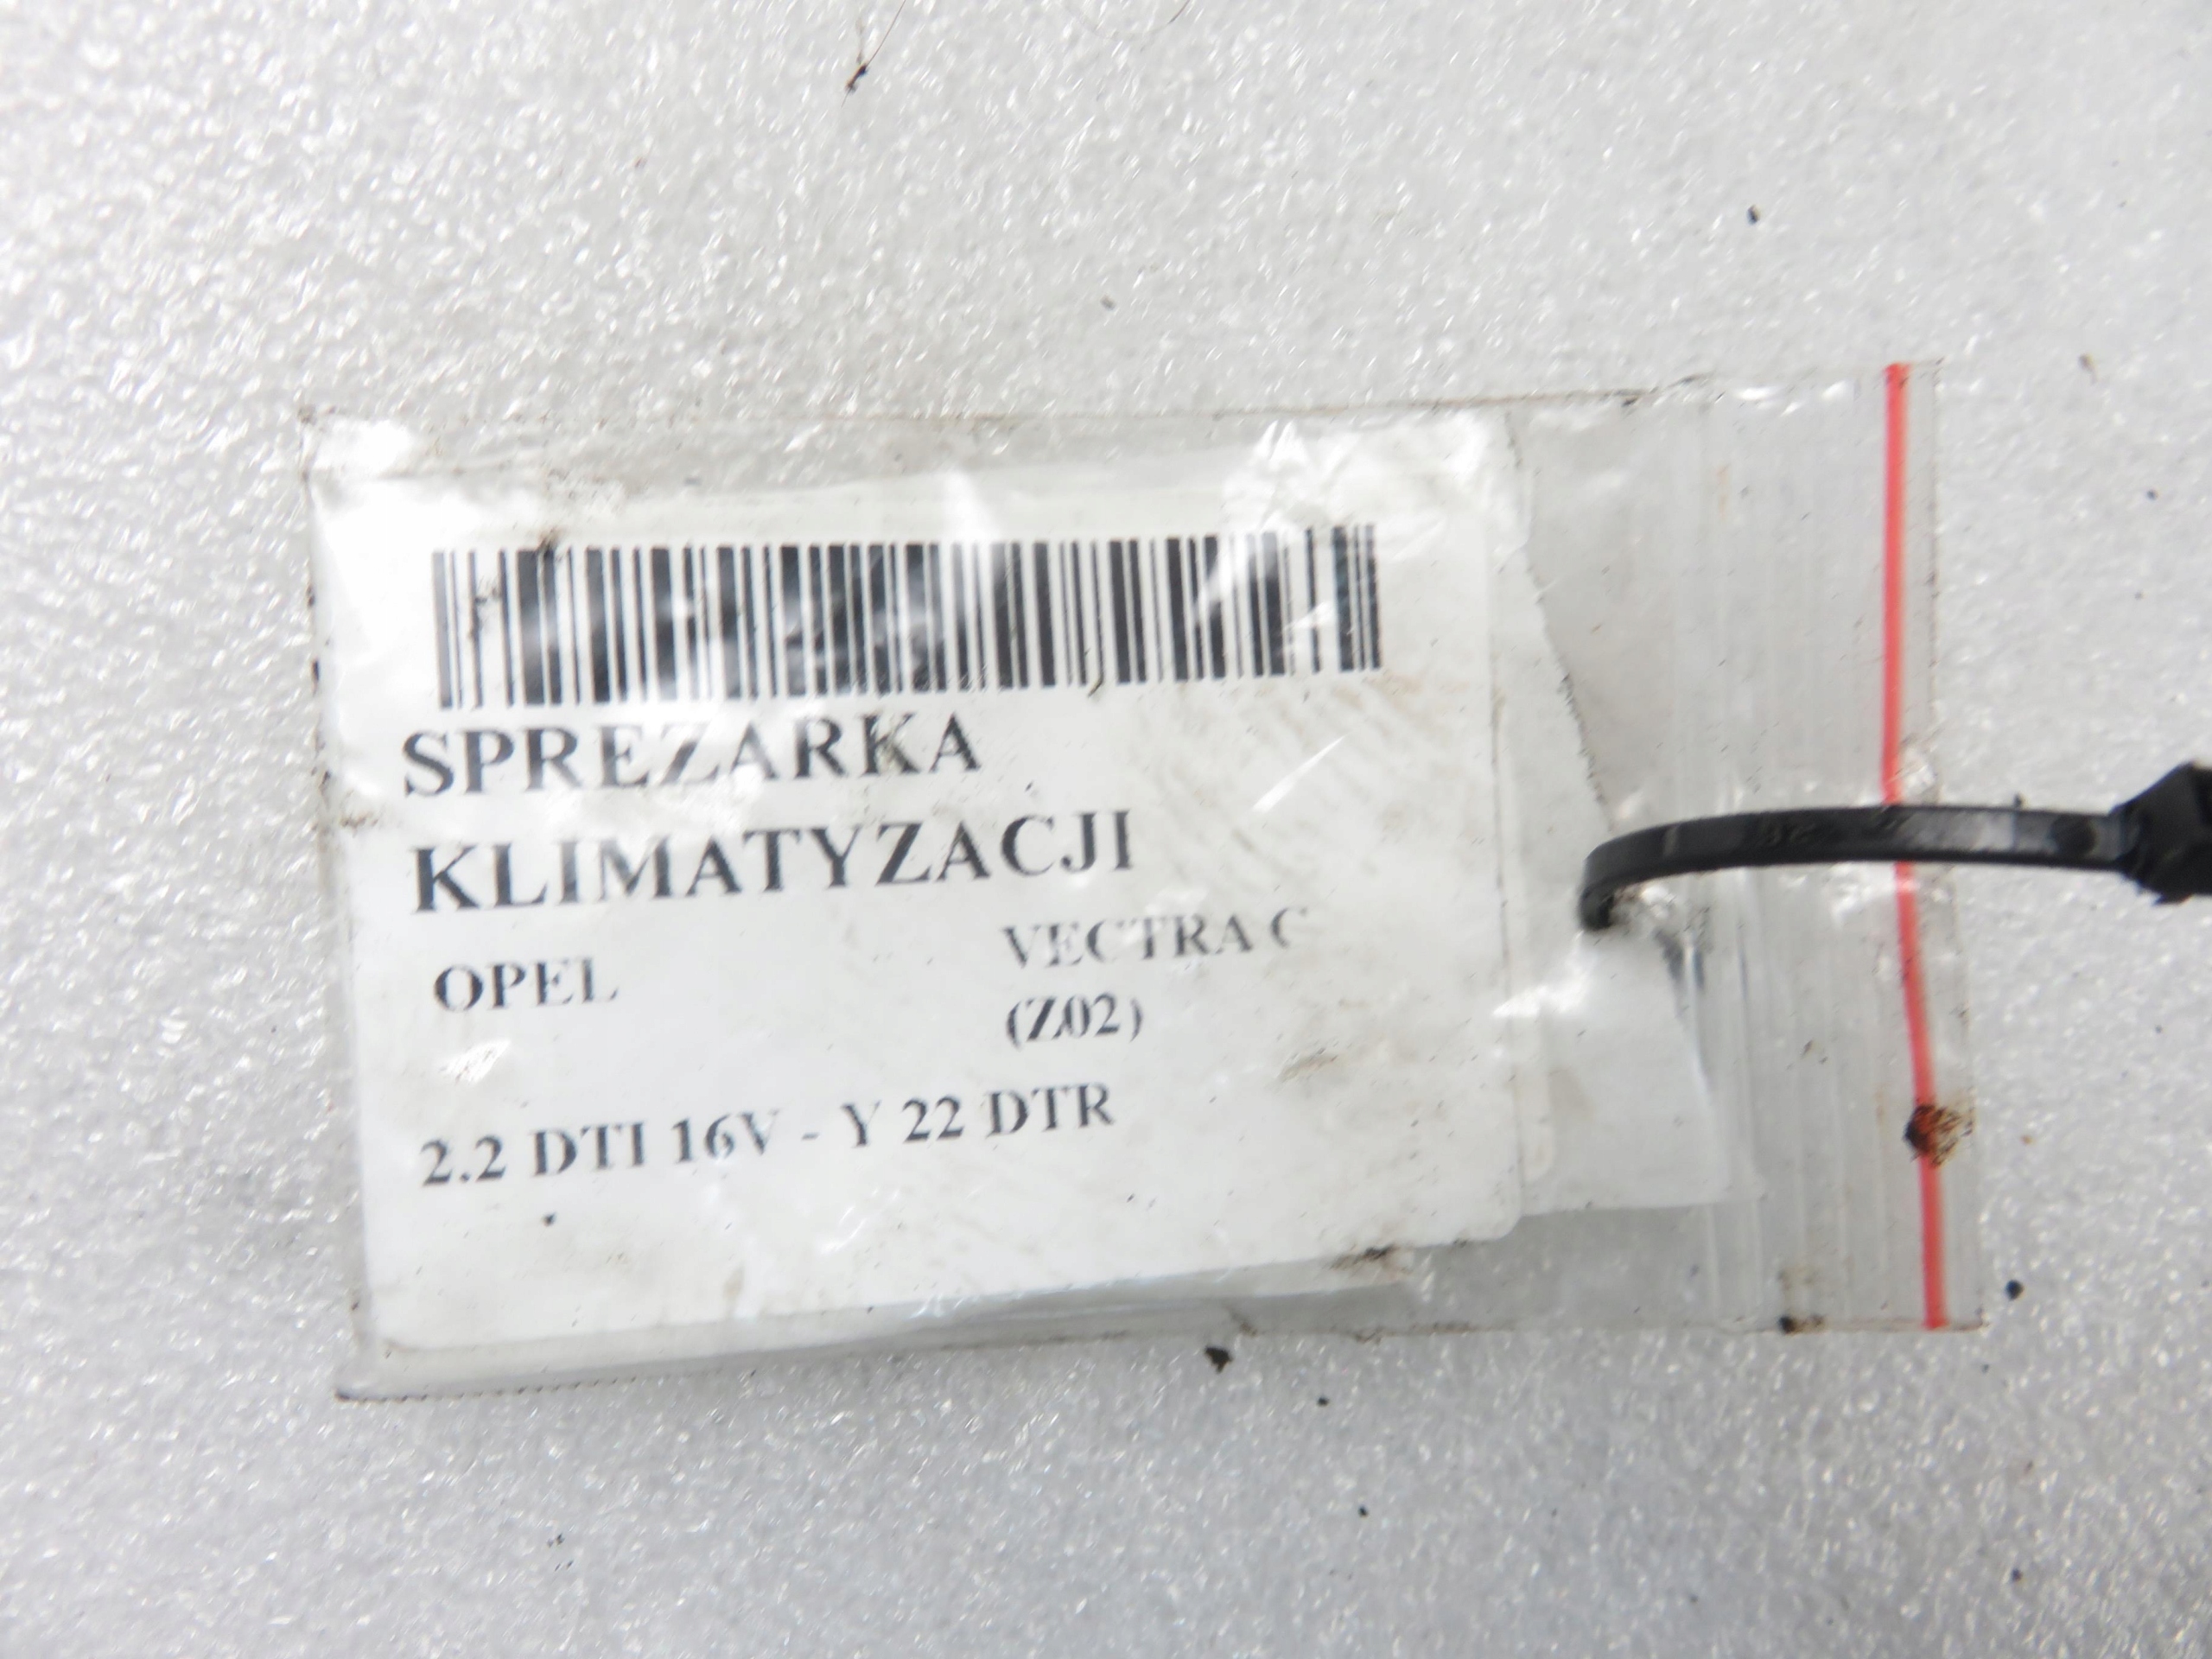 SPREZARKA
KLIMATYZACJI
OPEL VECTRA C
(Z02)
2.2 DTI 16V - Y 22 DTR